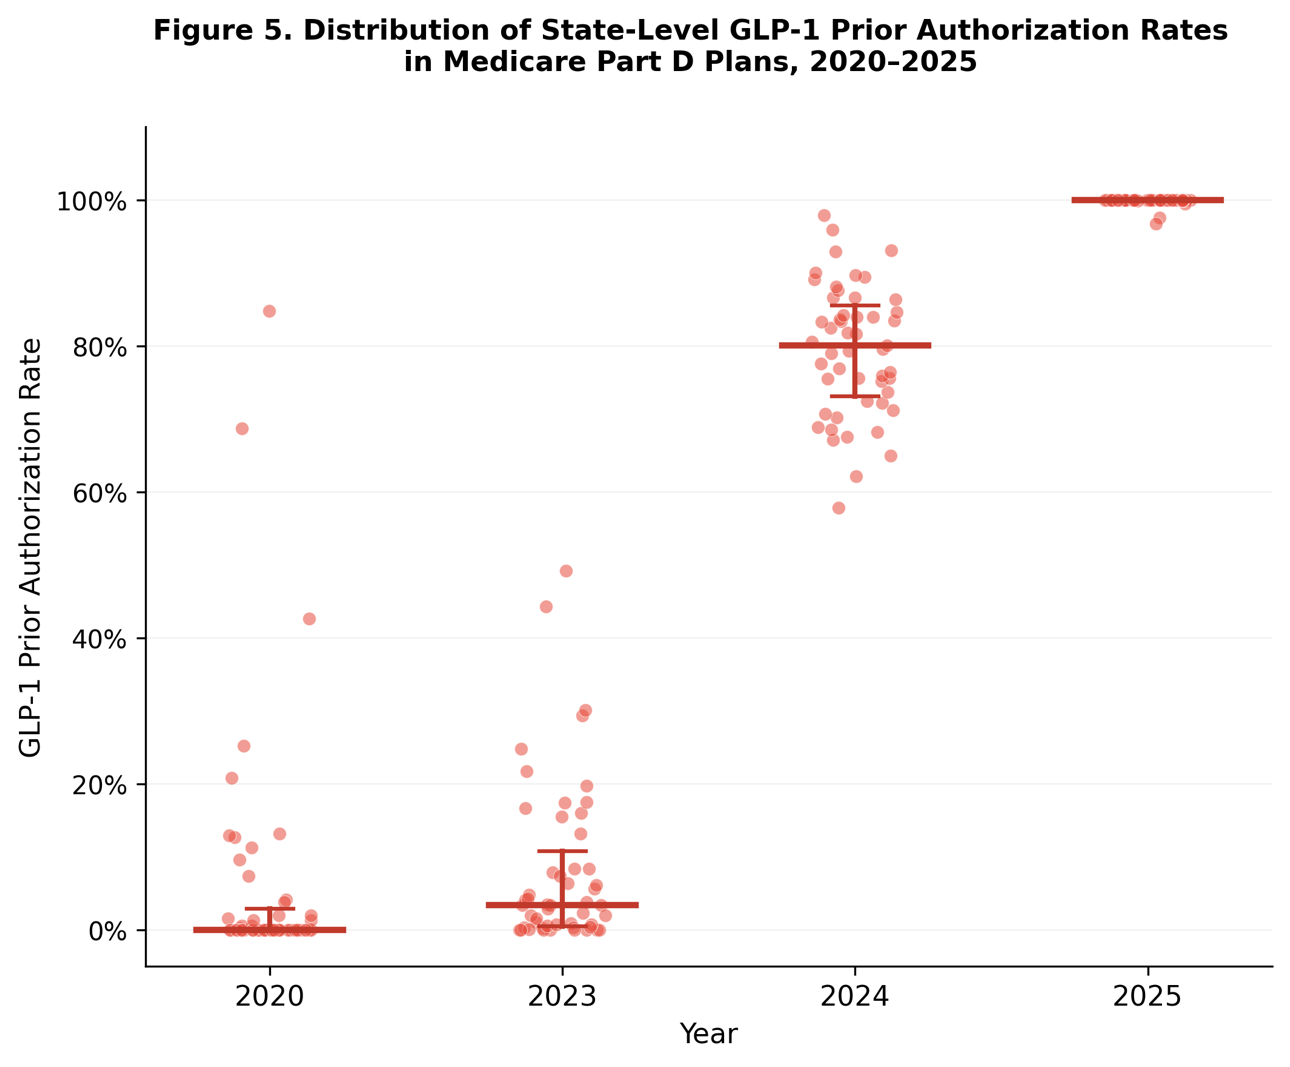 Figure 5. Distribution of State-Level GLP-1 Prior Authorization Rates
in Medicare Part D Plans, 2020–2025
GLP-1 Prior Authorization Rate
100%
80%
60%
40%
20%
0%
2020
2023
2024
2025
Year